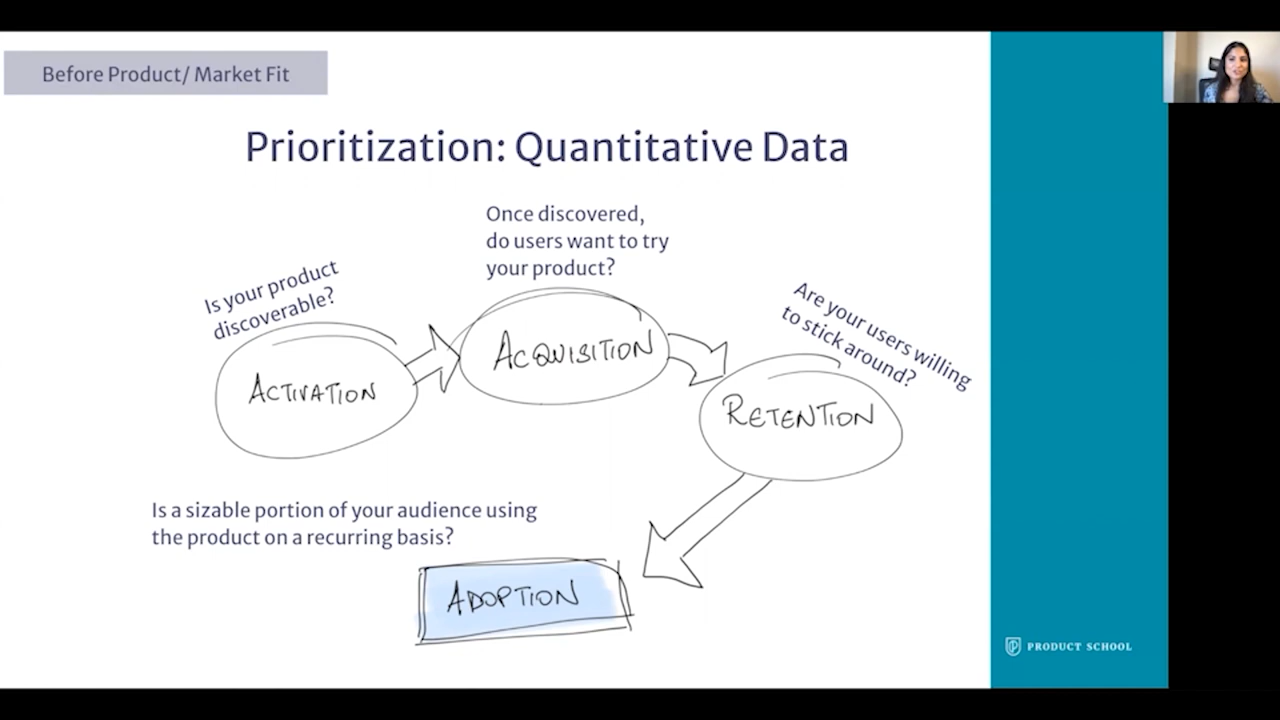 Before Product/ Market Fit
Prioritization: Quantitative Data
Once discovered,
do users want to try
your product?
Is your product
discoverable?
Are your users willing
to stick around?
ACTIVATION
ACQUISITION
RETENTION
Is a sizable portion of your audience using
the product on a recurring basis?
ADOPTION
PRODUCT SCHOOL